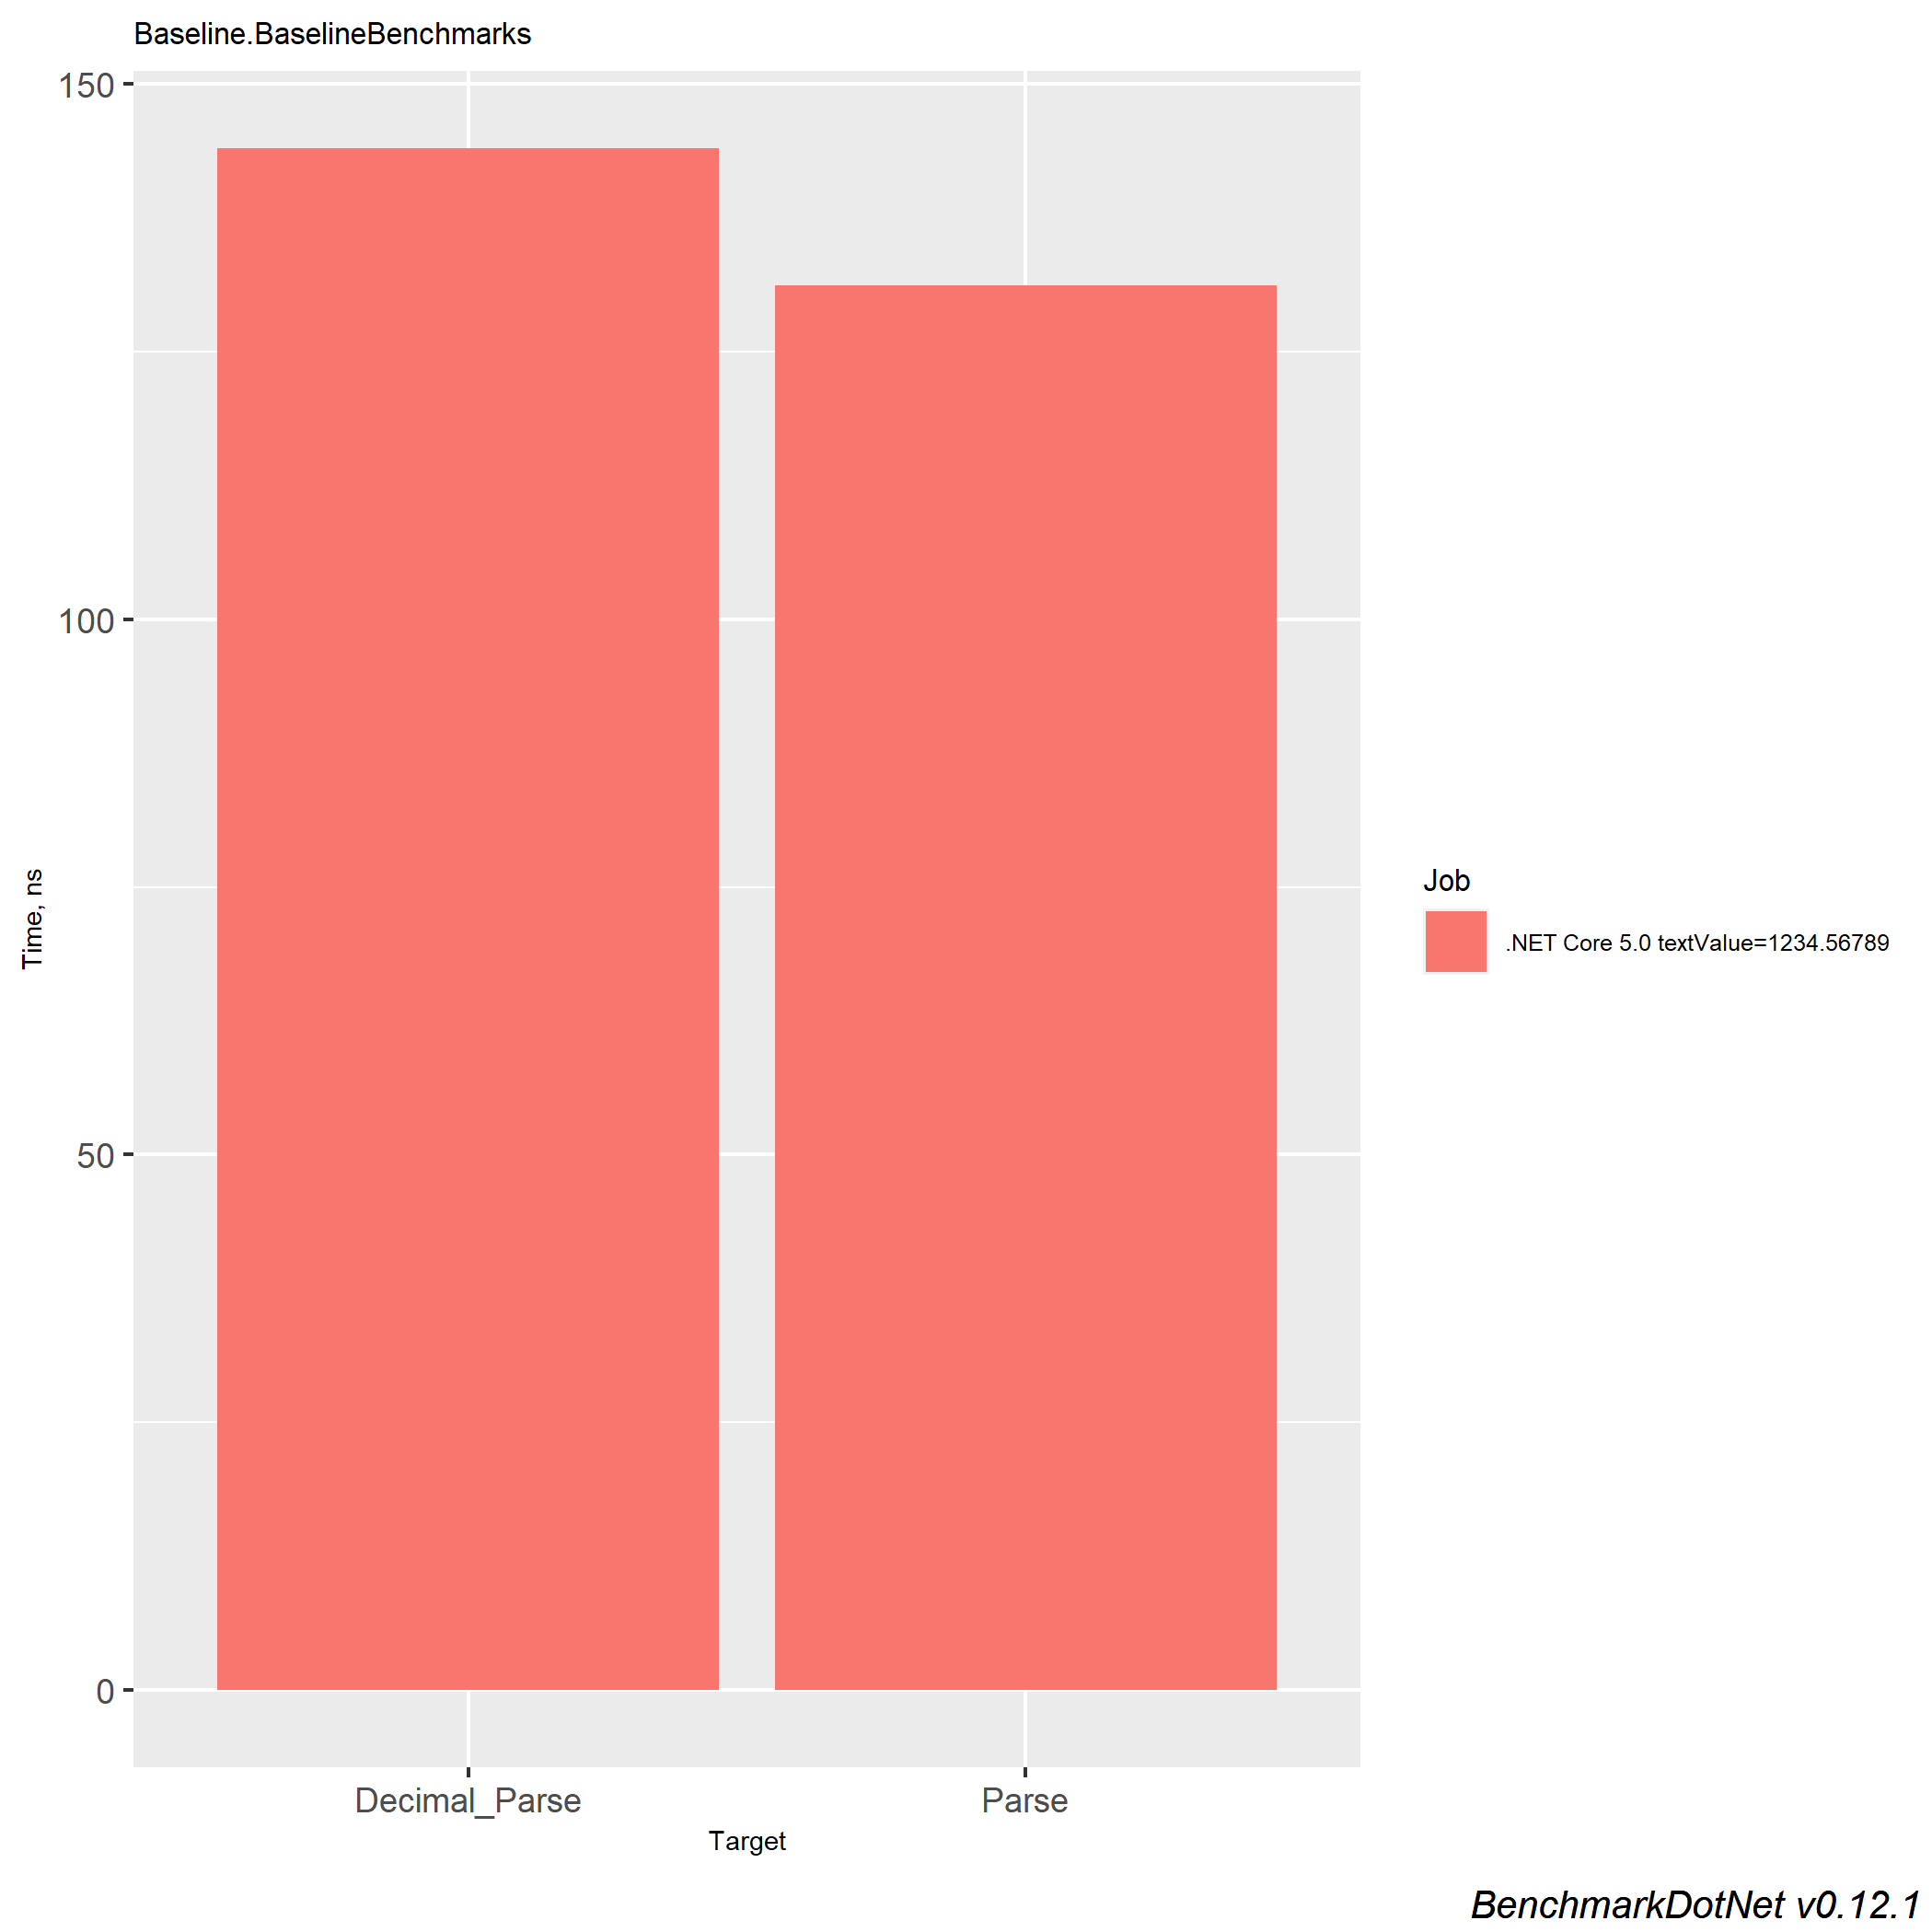 Baseline.BaselineBenchmarks
150
100
50
0
Time, ns
Decimal_Parse
Parse
Target
Job
.NET Core 5.0 textValue=1234.56789
BenchmarkDotNet v0.12.1